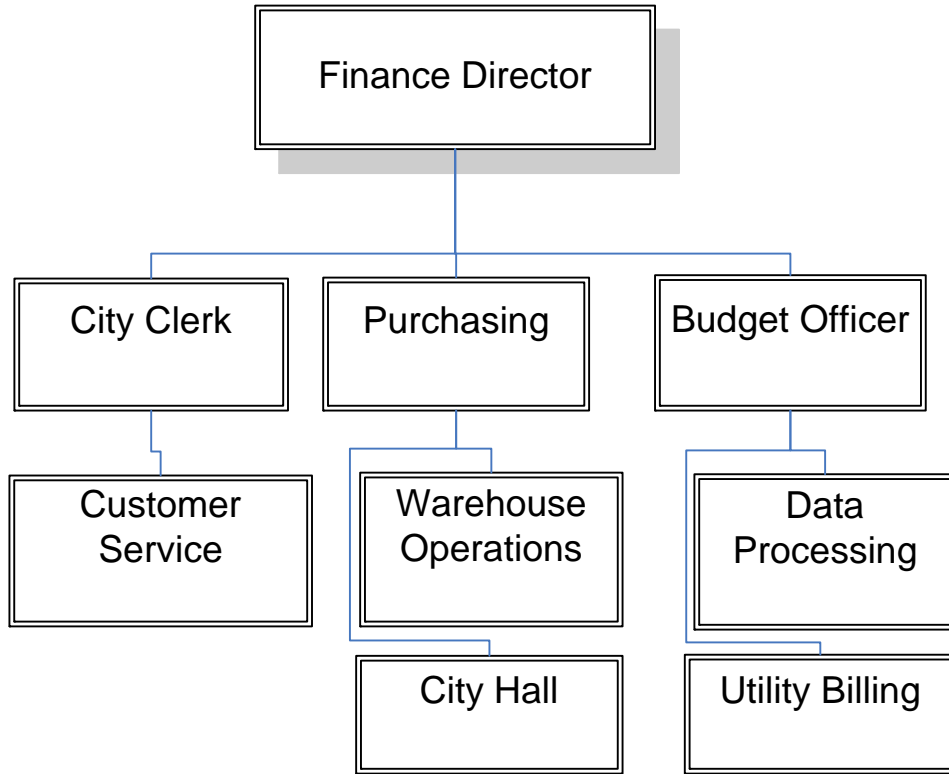 Finance Director
City Clerk
Purchasing
Budget Officer
Customer
Service
Warehouse
Operations
Data
Processing
City Hall
Utility Billing